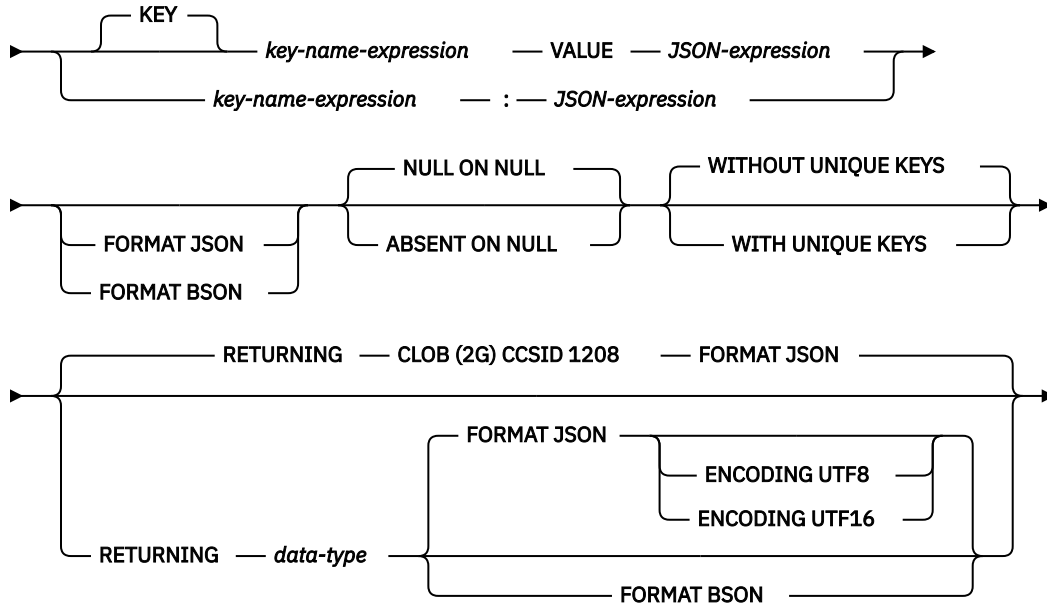 KEY
key-name-expression VALUE JSON-expression
key-name-expression : JSON-expression
NULL ON NULL WITHOUT UNIQUE KEYS
FORMAT JSON ABSENT ON NULL WITH UNIQUE KEYS
FORMAT BSON
RETURNING CLOB (2G) CCSID 1208 FORMAT JSON
FORMAT JSON
ENCODING UTF8
ENCODING UTF16
RETURNING data-type
FORMAT BSON